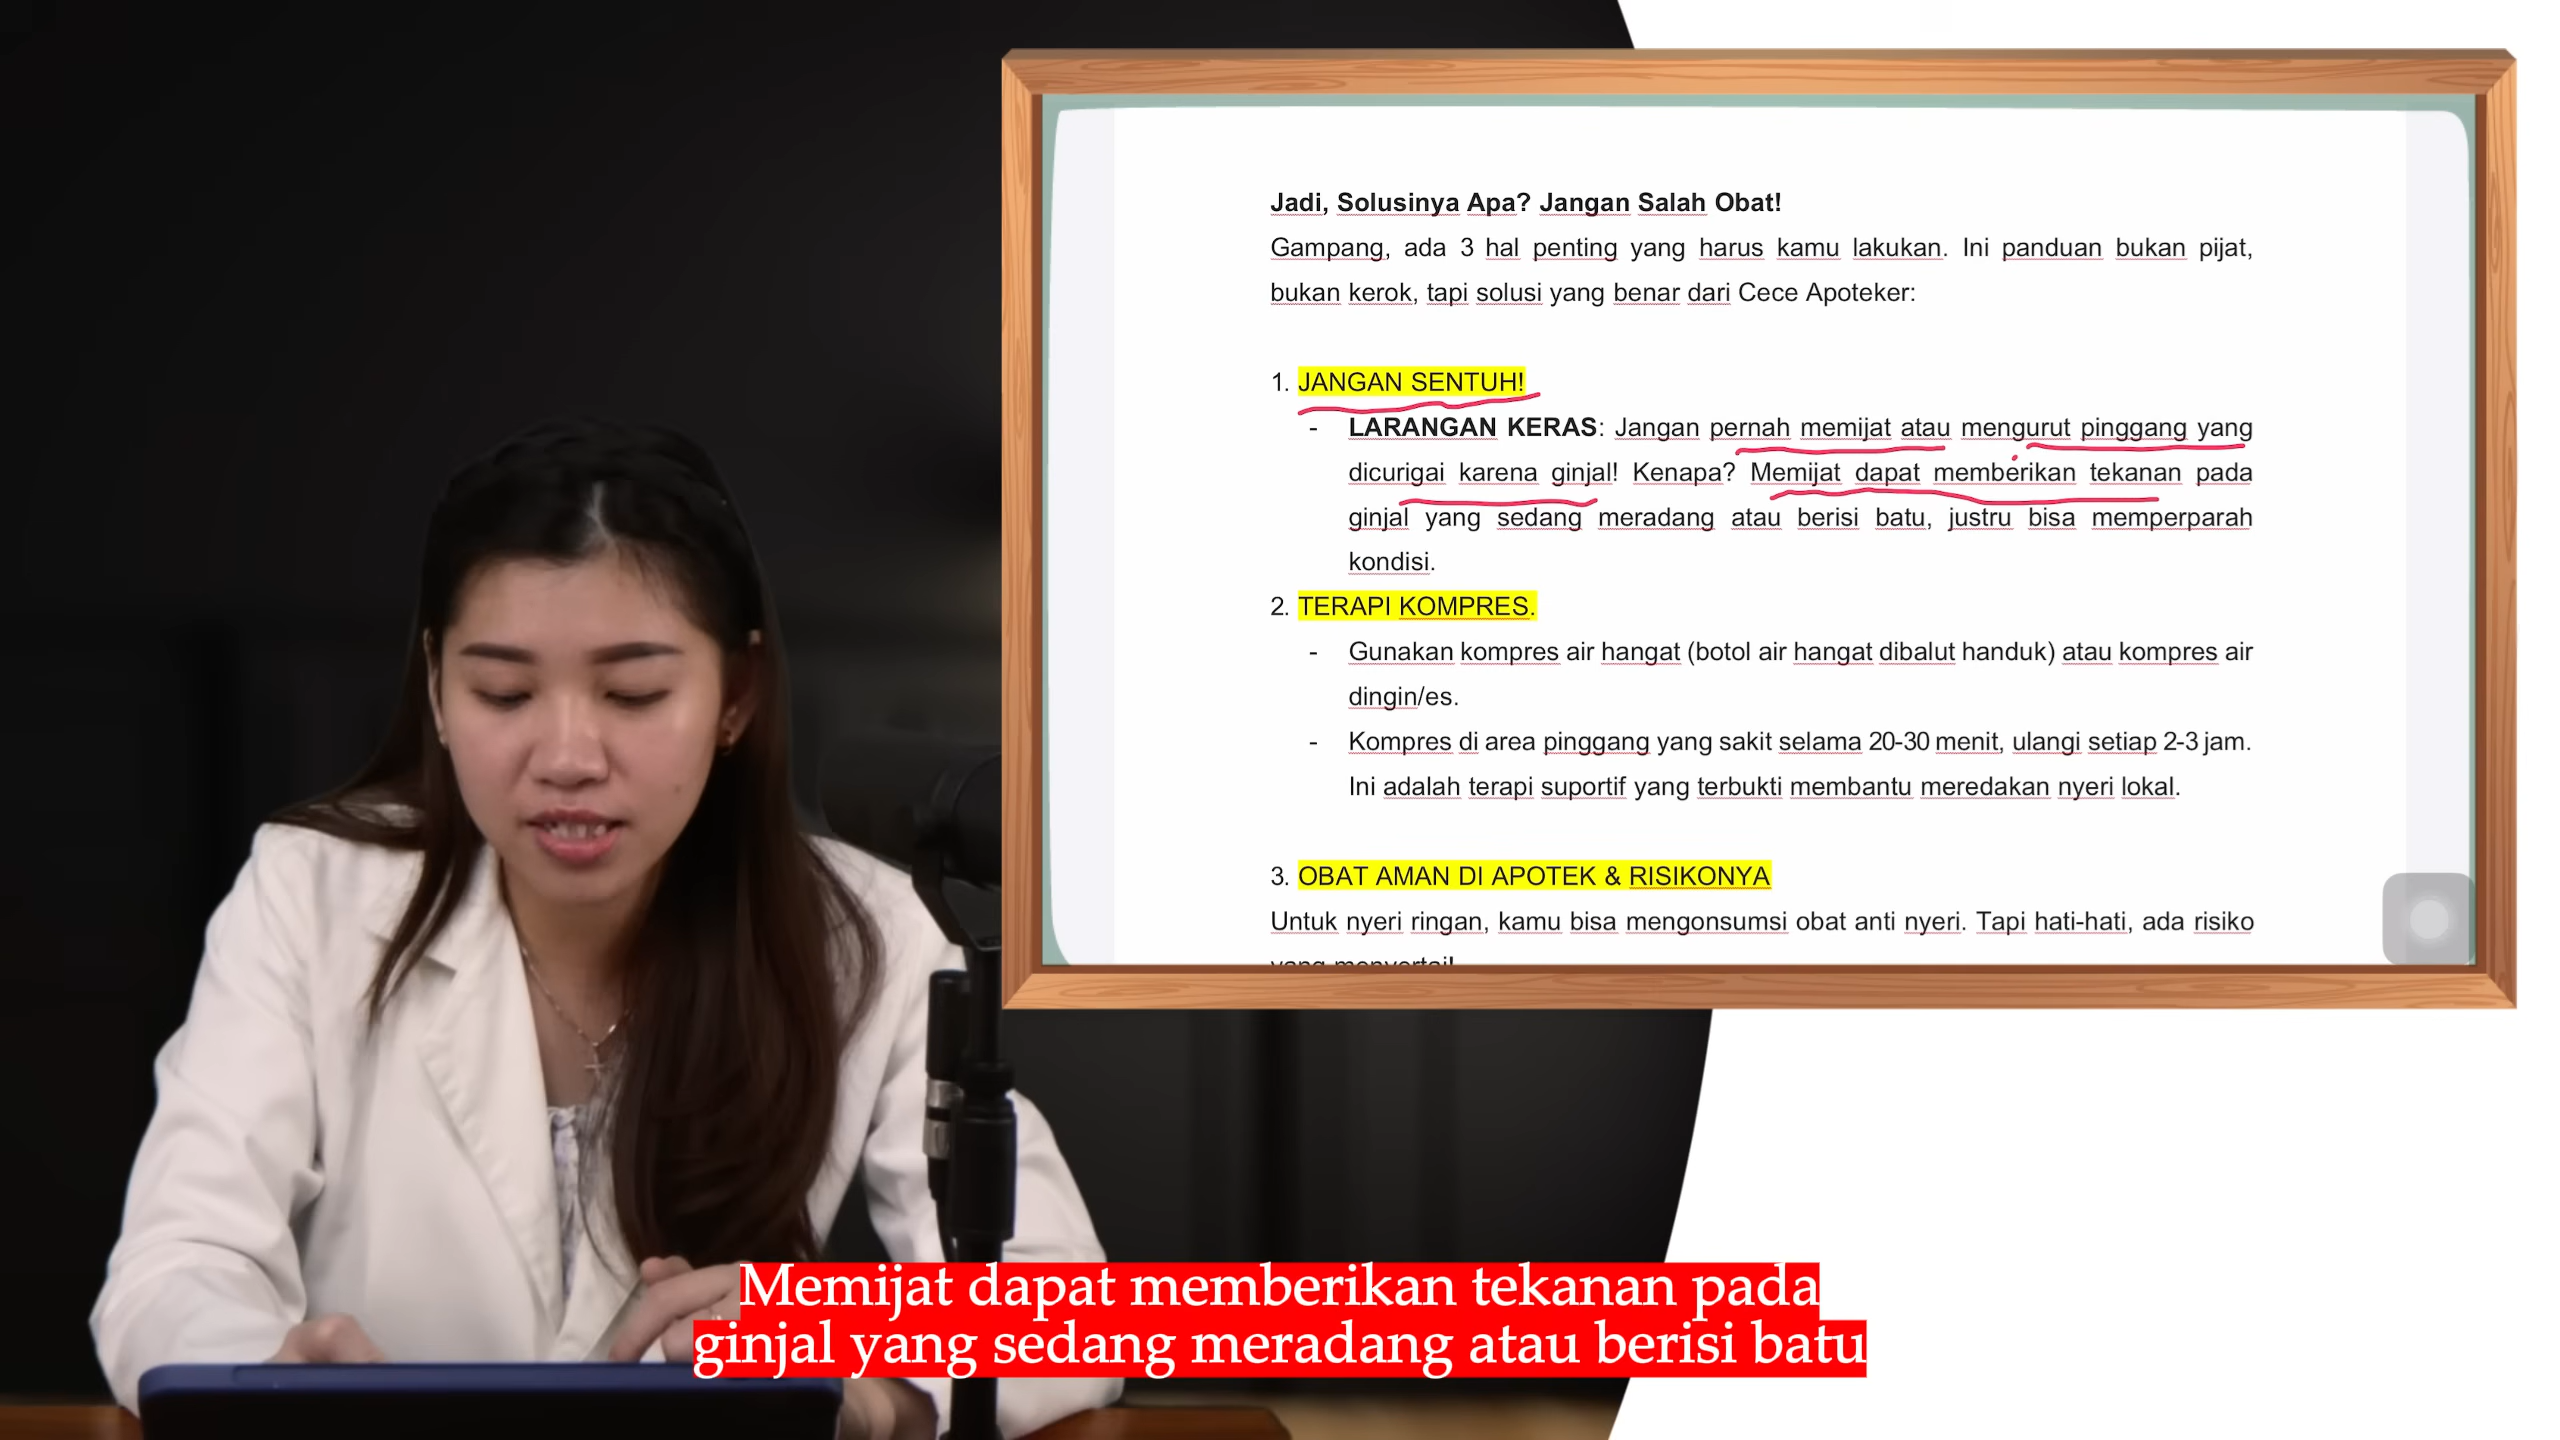 Jadi, Solusinya Apa? Jangan Salah Obat!
Gampang, ada 3 hal penting yang harus kamu lakukan. Ini panduan bukan pijat,
bukan kerok, tapi solusi yang benar dari Cece Apoteker:
1. JANGAN SENTUH!
- LARANGAN KERAS: Jangan pernah memijat atau mengurut pinggang yang
dicurigai karena ginjal! Kenapa? Memijat dapat memberikan tekanan pada
ginjal yang sedang meradang atau berisi batu, justru bisa memperparah
kondisi.
2. TERAPI KOMPRES.
- Gunakan kompres air hangat (botol air hangat dibalut handuk) atau kompres air
dingin/es.
- Kompres di area pinggang yang sakit selama 20-30 menit, ulangi setiap 2-3 jam.
Ini adalah terapi suportif yang terbukti membantu meredakan nyeri lokal.
3. OBAT AMAN DI APOTEK & RISIKONYA
Untuk nyeri ringan, kamu bisa mengonsumsi obat anti nyeri. Tapi hati-hati, ada risiko
yang menyertai!
Memijat dapat memberikan tekanan pada
ginjal yang sedang meradang atau berisi batu